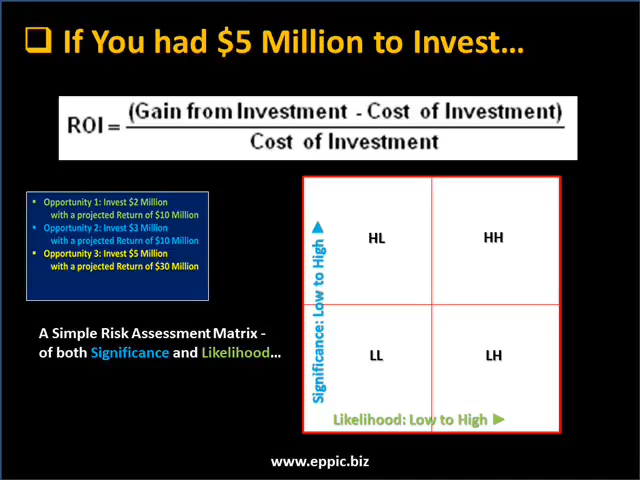 If You had $5 Million to Invest...
ROI = (Gain from Investment - Cost of Investment)
Cost of Investment
Opportunity 1: Invest $2 Million
with a projected Return of $10 Million
Opportunity 2: Invest $3 Million
with a projected Return of $10 Million
Opportunity 3: Invest $5 Million
with a projected Return of $30 Million
A Simple Risk Assessment Matrix -
of both Significance and Likelihood...
Significance: Low to High ▶
HL
HH
LL
LH
Likelihood: Low to High ▶
www.eppic.biz